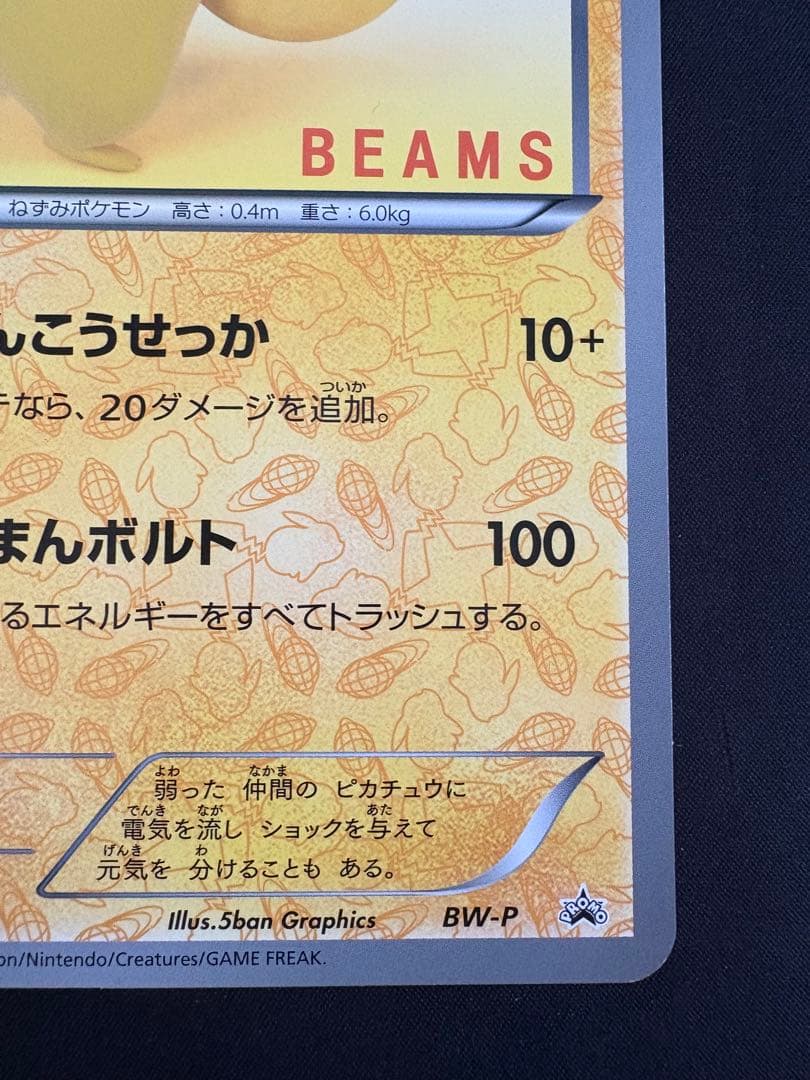 BEAMS
ねずみポケモン 高さ：0.4m 重さ：6.0kg
んこうせっか 10+
なら、20ダメージを追加。
まんボルト 100
るエネルギーをすべてトラッシュする。
弱った 仲間の ピカチュウに
電気を流し ショックを与えて
元気を 分けることも ある。
Illus.5ban Graphics BW-P PROMO
on/Nintendo/Creatures/GAME FREAK.